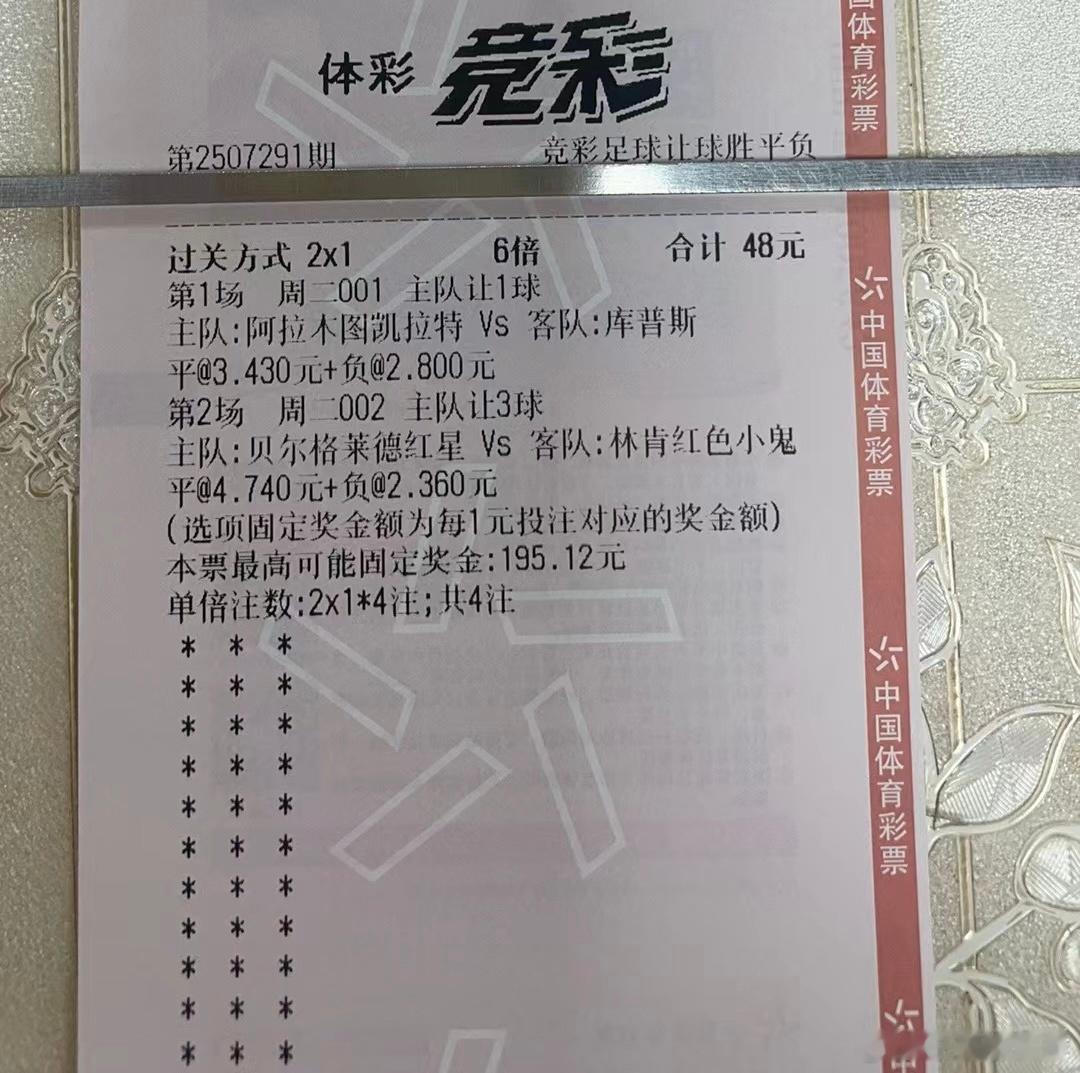 体彩 竞彩
第2507291期 竞彩足球让球胜平负
过关方式 2x1 6倍 合计 48元
第1场 周二001 主队让1球
主队:阿拉木图凯拉特 Vs 客队:库普斯
平@3.430元+负@2.800元
第2场 周二002 主队让3球
主队:贝尔格莱德红星 Vs 客队:林肯红色小鬼
平@4.740元+负@2.360元
(选项固定奖金额为每1元投注对应的奖金额)
本票最高可能固定奖金:195.12元
单倍注数:2x1*4注;共4注
* * *
* * *
* * *
* * *
* * *
* * *
* * *
* * *
* * *
* * *
* * *
国体育彩票
中国体育彩票
中国体育彩票
中